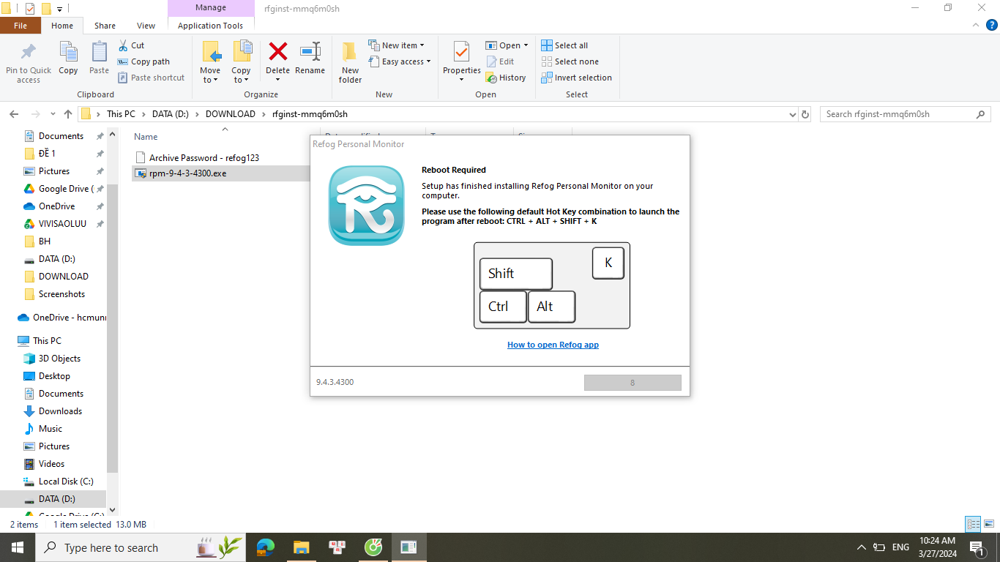 Manage
rfginst-mmq6m0sh
File
Home
Share
View
Application Tools
Pin to Quick access
Copy
Paste
Cut
Copy path
Paste shortcut
Clipboard
Move to
Copy to
Delete
Rename
Organize
New folder
New item
Easy access
New
Properties
Open
Edit
History
Open
Select all
Select none
Invert selection
Select
This PC > DATA (D:) > DOWNLOAD > rfginst-mmq6m0sh
Search rfginst-mmq6m0sh
Documents
ĐỀ 1
Pictures
Google Drive (
OneDrive
VIVISAOLUU
BH
DATA (D:)
DOWNLOAD
Screenshots
OneDrive - hcmunr
This PC
3D Objects
Desktop
Documents
Downloads
Music
Pictures
Videos
Local Disk (C:)
DATA (D:)
Google Drive (G:)
Name
Archive Password - refog123
rpm-9-4-3-4300.exe
Refog Personal Monitor
Reboot Required
Setup has finished installing Refog Personal Monitor on your
computer.
Please use the following default Hot Key combination to launch the
program after reboot: CTRL + ALT + SHIFT + K
K
Shift
Ctrl
Alt
How to open Refog app
9.4.3.4300
8
2 items
1 item selected 13.0 MB
Type here to search
ENG
10:24 AM
3/27/2024
1